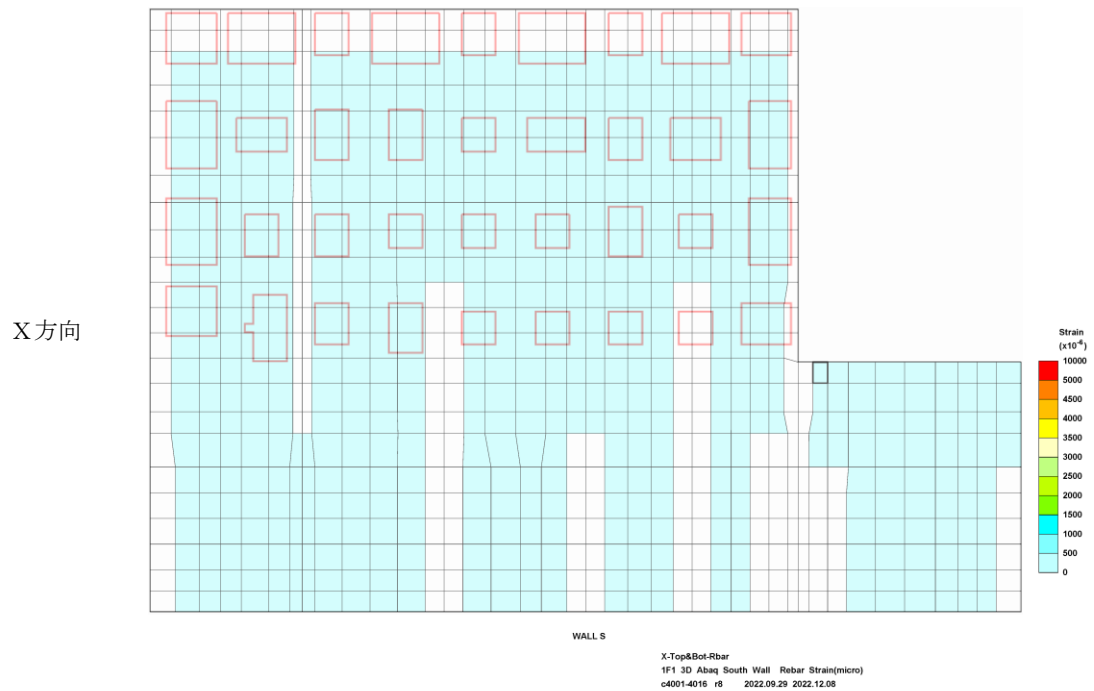 X方向
Strain
(x10⁻⁶)
10000
5000
4500
4000
3500
3000
2500
2000
1500
1000
500
0
WALL S
X-Top&Bot-Rbar
1F1 3D Abaq South Wall Rebar Strain(micro)
c4001-4016 r8 2022.09.29 2022.12.08